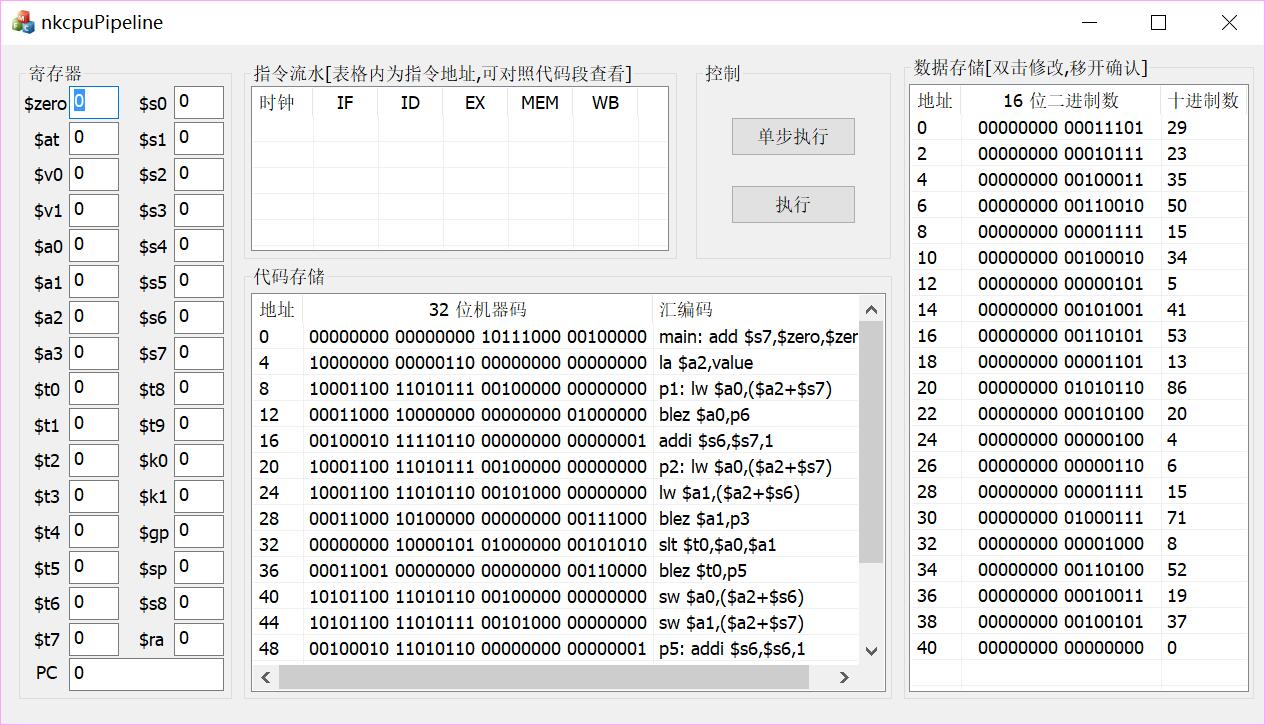 nkcpuPipeline
寄存器
$zero 0 $s0 0
$at 0 $s1 0
$v0 0 $s2 0
$v1 0 $s3 0
$a0 0 $s4 0
$a1 0 $s5 0
$a2 0 $s6 0
$a3 0 $s7 0
$t0 0 $t8 0
$t1 0 $t9 0
$t2 0 $k0 0
$t3 0 $k1 0
$t4 0 $gp 0
$t5 0 $sp 0
$t6 0 $s8 0
$t7 0 $ra 0
PC 0
指令流水[表格内为指令地址,可对照代码段查看]
时钟 IF ID EX MEM WB
控制
单步执行
执行
代码存储
地址 32 位机器码 汇编码
0 00000000 00000000 10111000 00100000 main: add $s7,$zero,$zer
4 10000000 00000110 00000000 00000000 la $a2,value
8 10001100 11010111 00100000 00000000 p1: lw $a0,($a2+$s7)
12 00011000 10000000 00000000 01000000 blez $a0,p6
16 00100010 11110110 00000000 00000001 addi $s6,$s7,1
20 10001100 11010111 00100000 00000000 p2: lw $a0,($a2+$s7)
24 10001100 11010110 00101000 00000000 lw $a1,($a2+$s6)
28 00011000 10100000 00000000 00111000 blez $a1,p3
32 00000000 10000101 01000000 00101010 slt $t0,$a0,$a1
36 00011001 00000000 00000000 00110000 blez $t0,p5
40 10101100 11010110 00100000 00000000 sw $a0,($a2+$s6)
44 10101100 11010111 00101000 00000000 sw $a1,($a2+$s7)
48 00100010 11010110 00000000 00000001 p5: addi $s6,$s6,1
数据存储[双击修改,移开确认]
地址 16 位二进制数 十进制数
0 00000000 00011101 29
2 00000000 00010111 23
4 00000000 00100011 35
6 00000000 00110010 50
8 00000000 00001111 15
10 00000000 00100010 34
12 00000000 00000101 5
14 00000000 00101001 41
16 00000000 00110101 53
18 00000000 00001101 13
20 00000000 01010110 86
22 00000000 00010100 20
24 00000000 00000100 4
26 00000000 00000110 6
28 00000000 00001111 15
30 00000000 01000111 71
32 00000000 00001000 8
34 00000000 00110100 52
36 00000000 00010011 19
38 00000000 00100101 37
40 00000000 00000000 0